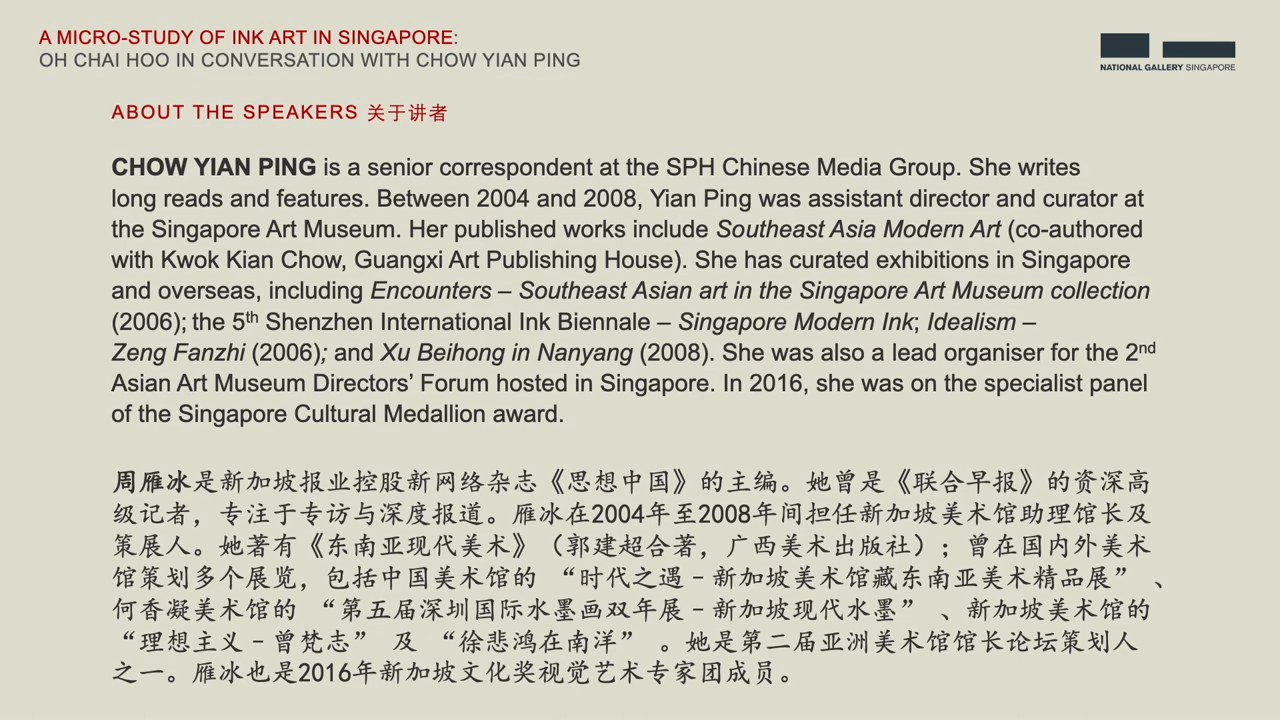 A MICRO-STUDY OF INK ART IN SINGAPORE:
OH CHAI HOO IN CONVERSATION WITH CHOW YIAN PING
NATIONAL GALLERY SINGAPORE
ABOUT THE SPEAKERS 关于讲者
CHOW YIAN PING is a senior correspondent at the SPH Chinese Media Group. She writes
long reads and features. Between 2004 and 2008, Yian Ping was assistant director and curator at
the Singapore Art Museum. Her published works include Southeast Asia Modern Art (co-authored
with Kwok Kian Chow, Guangxi Art Publishing House). She has curated exhibitions in Singapore
and overseas, including Encounters – Southeast Asian art in the Singapore Art Museum collection
(2006); the 5th Shenzhen International Ink Biennale – Singapore Modern Ink; Idealism –
Zeng Fanzhi (2006); and Xu Beihong in Nanyang (2008). She was also a lead organiser for the 2nd
Asian Art Museum Directors’ Forum hosted in Singapore. In 2016, she was on the specialist panel
of the Singapore Cultural Medallion award.
周雁冰是新加坡报业控股新网络杂志《思想中国》的主编。她曾是《联合早报》的资深高
级记者，专注于专访与深度报道。雁冰在2004年至2008年间担任新加坡美术馆助理馆长及
策展人。她著有《东南亚现代美术》（郭建超合著，广西美术出版社）；曾在国内外美术
馆策划多个展览，包括中国美术馆的 “时代之遇－新加坡美术馆藏东南亚美术精品展” 、
何香凝美术馆的 “第五届深圳国际水墨画双年展－新加坡现代水墨” 、新加坡美术馆的
“理想主义－曾梵志” 及 “徐悲鸿在南洋” 。她是第二届亚洲美术馆馆长论坛策划人
之一。雁冰也是2016年新加坡文化奖视觉艺术专家团成员。